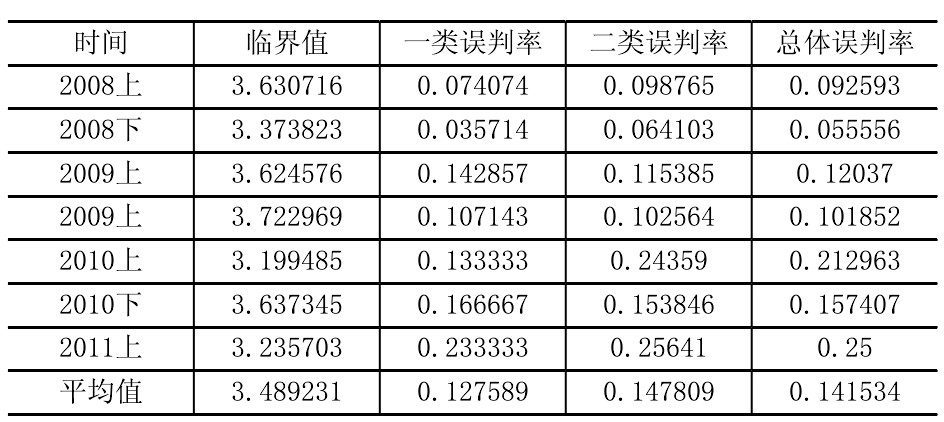 时间 临界值 一类误判率 二类误判率 总体误判率
2008上 3.630716 0.074074 0.098765 0.092593
2008下 3.373823 0.035714 0.064103 0.055556
2009上 3.624576 0.142857 0.115385 0.12037
2009上 3.722969 0.107143 0.102564 0.101852
2010上 3.199485 0.133333 0.24359 0.212963
2010下 3.637345 0.166667 0.153846 0.157407
2011上 3.235703 0.233333 0.25641 0.25
平均值 3.489231 0.127589 0.147809 0.141534